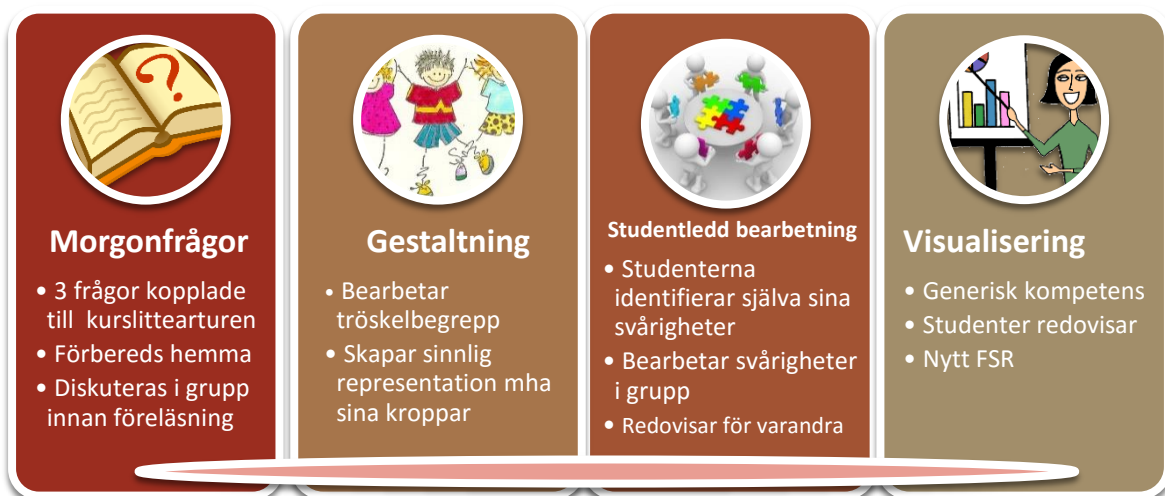 Morgonfrågor
• 3 frågor kopplade
till kurslittearturen
• Förbereds hemma
• Diskuteras i grupp
innan föreläsning
Gestaltning
• Bearbetar
tröskelbegrepp
• Skapar sinnlig
representation mha
sina kroppar
Studentledd bearbetning
• Studenterna
identifierar själva sina
svårigheter
• Bearbetar svårigheter
i grupp
• Redovisar för varandra
Visualisering
• Generisk kompetens
• Studenter redovisar
• Nytt FSR